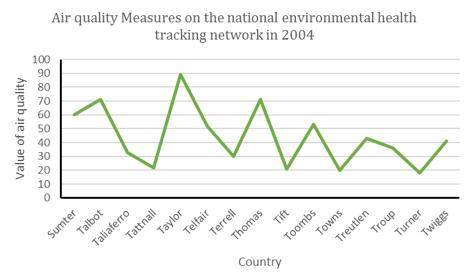 Air quality Measures on the national environmental health
tracking network in 2004
Value of air quality
100
90
80
70
60
50
40
30
20
10
0
Sumter
Talbot
Taliaferro
Tattnall
Taylor
Telfair
Terrell
Thomas
Tift
Toombs
Towns
Treutlen
Troup
Turner
Twiggs
Country